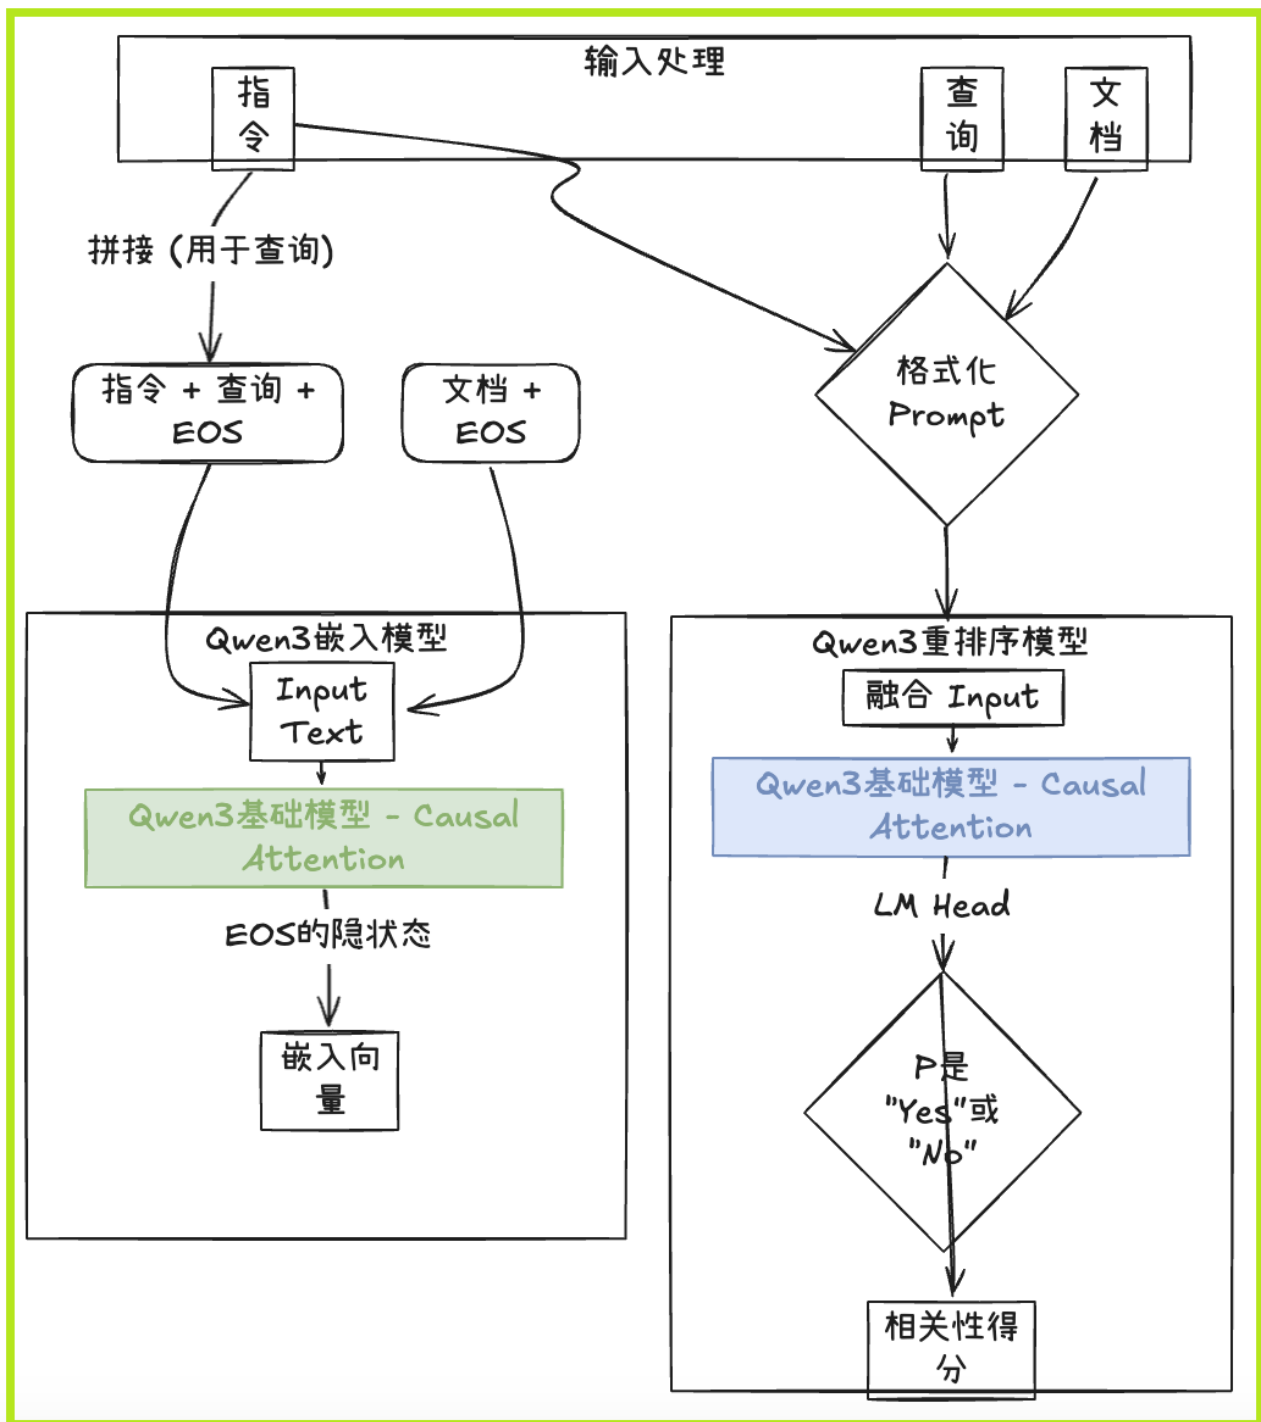 输入处理
指
令
查
询
文
档
拼接 (用于查询)
指令 + 查询 +
EOS
文档 +
EOS
格式化
Prompt
Qwen3嵌入模型
Input
Text
Qwen3基础模型 - Causal
Attention
EOS的隐状态
嵌入向
量
Qwen3重排序模型
融合 Input
Qwen3基础模型 - Causal
Attention
LM Head
P是
"Yes"或
"No"
相关性得
分